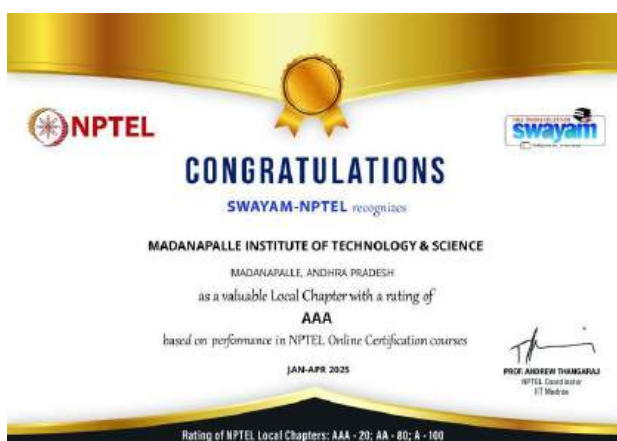 NPTEL
swayam
CONGRATULATIONS
SWAYAM-NPTEL recognizes
MADANAPALLE INSTITUTE OF TECHNOLOGY & SCIENCE
MADANAPALLE, ANDHRA PRADESH
as a valuable Local Chapter with a rating of
AAA
based on performance in NPTEL Online Certification courses
JAN-APR 2025
PROF. ANDREW THANGARAJ
NPTEL Coordinator
IIT Madras
Rating of NPTEL Local Chapters: AAA - 20; AA - 80; A - 100